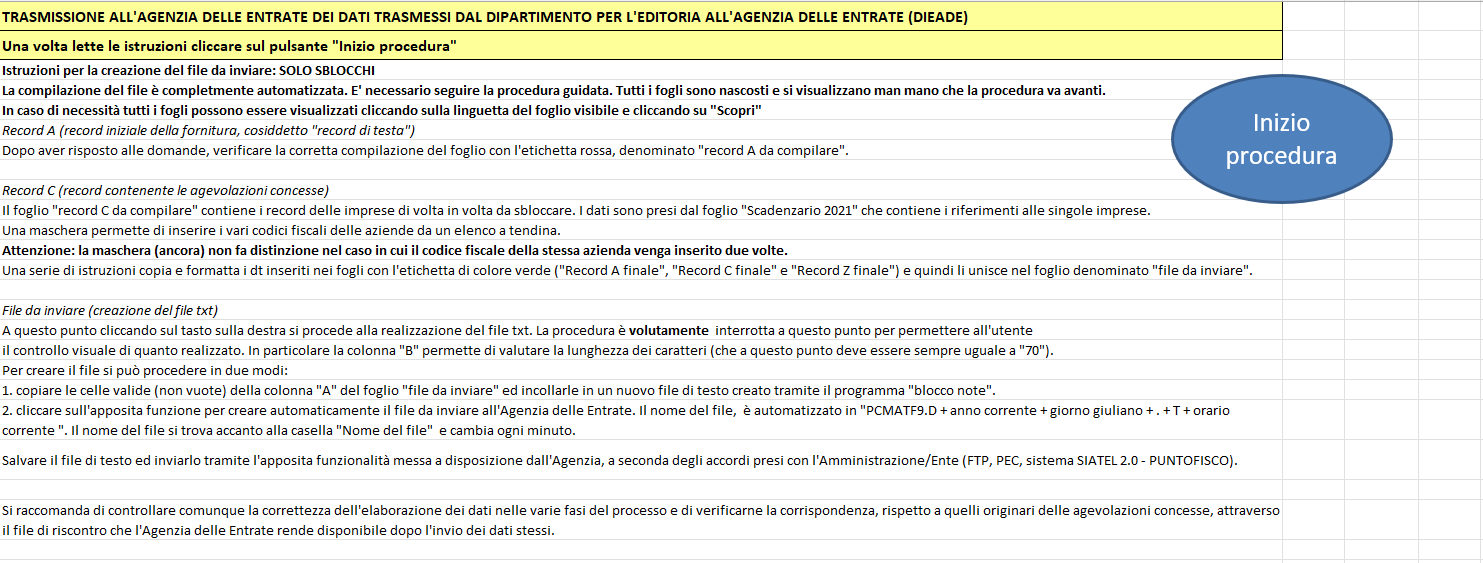 TRASMISSIONE ALL'AGENZIA DELLE ENTRATE DEI DATI TRASMESSI DAL DIPARTIMENTO PER L'EDITORIA ALL'AGENZIA DELLE ENTRATE (DIEADE)
Una volta lette le istruzioni cliccare sul pulsante "Inizio procedura"
Istruzioni per la creazione del file da inviare: SOLO SBLOCCHI
La compilazione del file è completmente automatizzata. E' necessario seguire la procedura guidata. Tutti i fogli sono nascosti e si visualizzano man mano che la procedura va avanti.
In caso di necessità tutti i fogli possono essere visualizzati cliccando sulla linguetta del foglio visibile e cliccando su "Scopri"
Inizio
procedura
Record A (record iniziale della fornitura, cosiddetto "record di testa")
Dopo aver risposto alle domande, verificare la corretta compilazione del foglio con l'etichetta rossa, denominato "record A da compilare".
Record C (record contenente le agevolazioni concesse)
Il foglio "record C da compilare" contiene i record delle imprese di volta in volta da sbloccare. I dati sono presi dal foglio "Scadenzario 2021" che contiene i riferimenti alle singole imprese.
Una maschera permette di inserire i vari codici fiscali delle aziende da un elenco a tendina.
Attenzione: la maschera (ancora) non fa distinzione nel caso in cui il codice fiscale della stessa azienda venga inserito due volte.
Una serie di istruzioni copia e formatta i dt inseriti nei fogli con l'etichetta di colore verde ("Record A finale", "Record C finale" e "Record Z finale") e quindi li unisce nel foglio denominato "file da inviare".
File da inviare (creazione del file txt)
A questo punto cliccando sul tasto sulla destra si procede alla realizzazione del file txt. La procedura è volutamente interrotta a questo punto per permettere all'utente
il controllo visuale di quanto realizzato. In particolare la colonna "B" permette di valutare la lunghezza dei caratteri (che a questo punto deve essere sempre uguale a "70").
Per creare il file si può procedere in due modi:
1. copiare le celle valide (non vuote) della colonna "A" del foglio "file da inviare" ed incollarle in un nuovo file di testo creato tramite il programma "blocco note".
2. cliccare sull'apposita funzione per creare automaticamente il file da inviare all'Agenzia delle Entrate. Il nome del file, è automatizzato in "PCMATF9.D + anno corrente + giorno giuliano + . + T + orario
corrente ". Il nome del file si trova accanto alla casella "Nome del file" e cambia ogni minuto.
Salvare il file di testo ed inviarlo tramite l'apposita funzionalità messa a disposizione dall'Agenzia, a seconda degli accordi presi con l'Amministrazione/Ente (FTP, PEC, sistema SIATEL 2.0 - PUNTOFISCO).
Si raccomanda di controllare comunque la correttezza dell'elaborazione dei dati nelle varie fasi del processo e di verificarne la corrispondenza, rispetto a quelli originari delle agevolazioni concesse, attraverso
il file di riscontro che l'Agenzia delle Entrate rende disponibile dopo l'invio dei dati stessi.